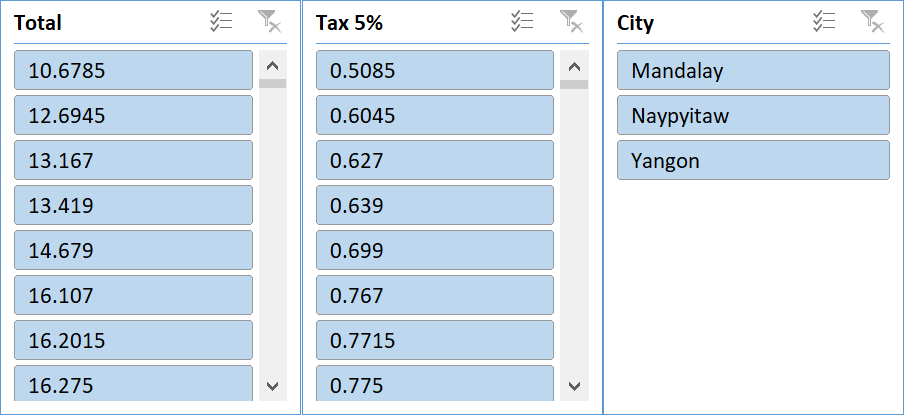 Total
10.6785
12.6945
13.167
13.419
14.679
16.107
16.2015
16.275
Tax 5%
0.5085
0.6045
0.627
0.639
0.699
0.767
0.7715
0.775
City
Mandalay
Naypyitaw
Yangon